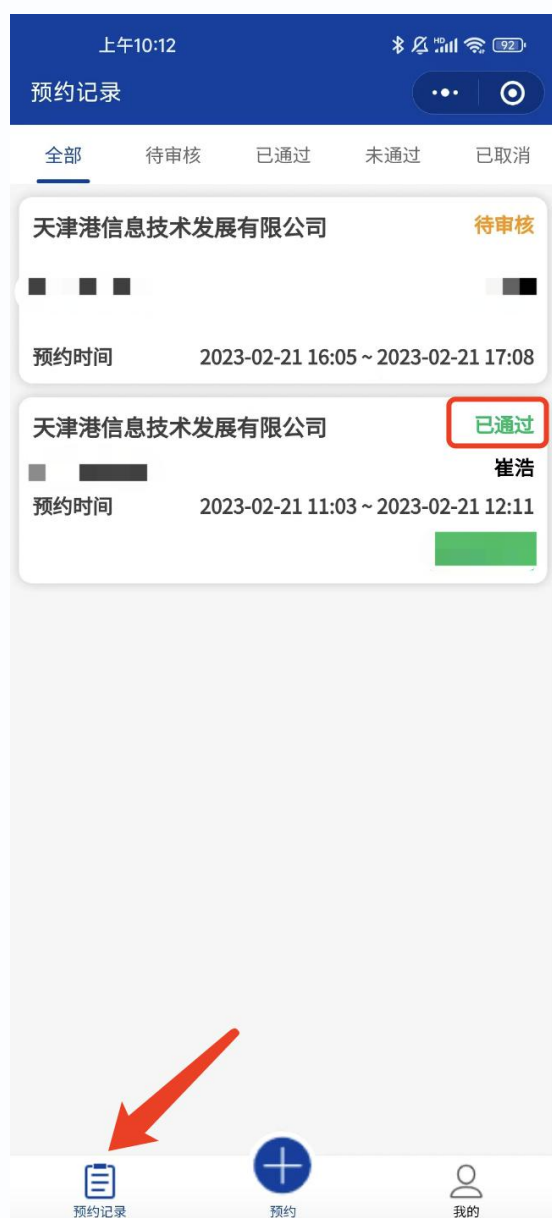 上午10:12
HD
92
预约记录
全部 待审核 已通过 未通过 已取消
天津港信息技术发展有限公司 待审核
预约时间 2023-02-21 16:05 ~ 2023-02-21 17:08
天津港信息技术发展有限公司 已通过
崔浩
预约时间 2023-02-21 11:03 ~ 2023-02-21 12:11
预约记录 预约 我的